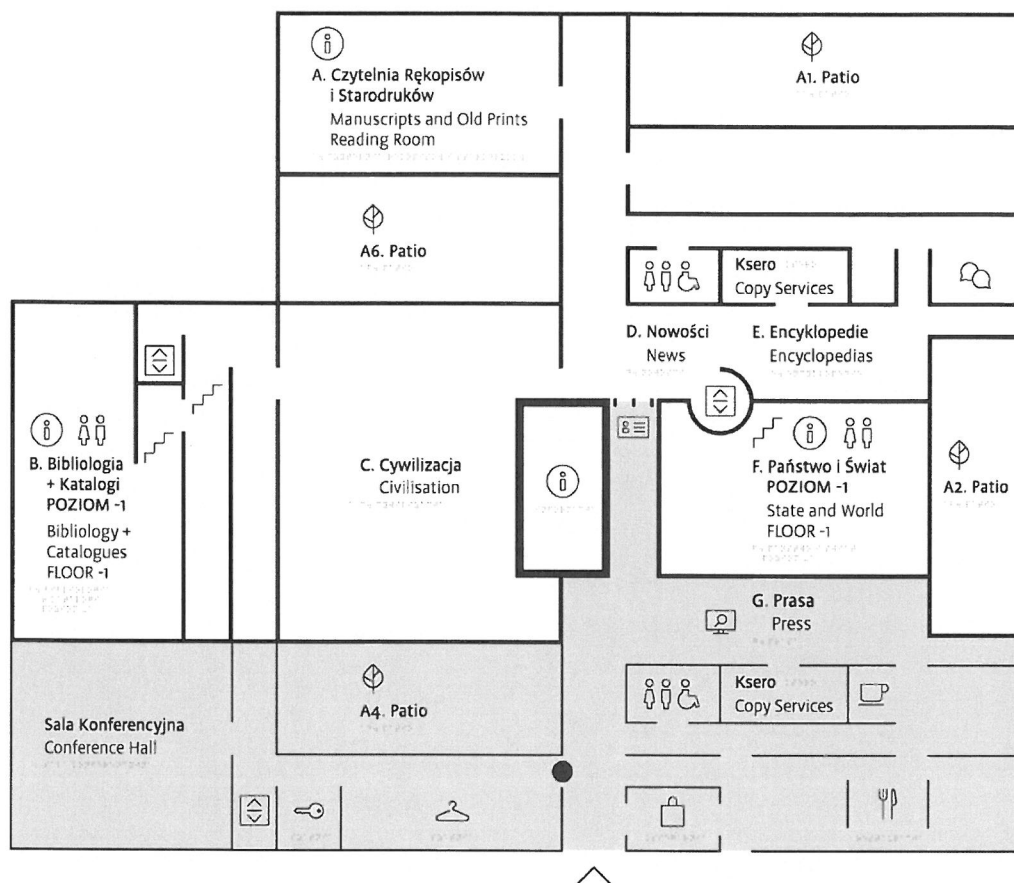 A. Czytelnia Rękopisów
i Starodruków
Manuscripts and Old Prints
Reading Room
A1. Patio
A6. Patio
Ksero
Copy Services
D. Nowości
News
E. Encyklopedie
Encyclopedias
B. Bibliologia
+ Katalogi
POZIOM -1
Bibliology +
Catalogues
FLOOR -1
C. Cywilizacja
Civilisation
F. Państwo i Świat
POZIOM -1
State and World
FLOOR -1
A2. Patio
G. Prasa
Press
A4. Patio
Ksero
Copy Services
Sala Konferencyjna
Conference Hall